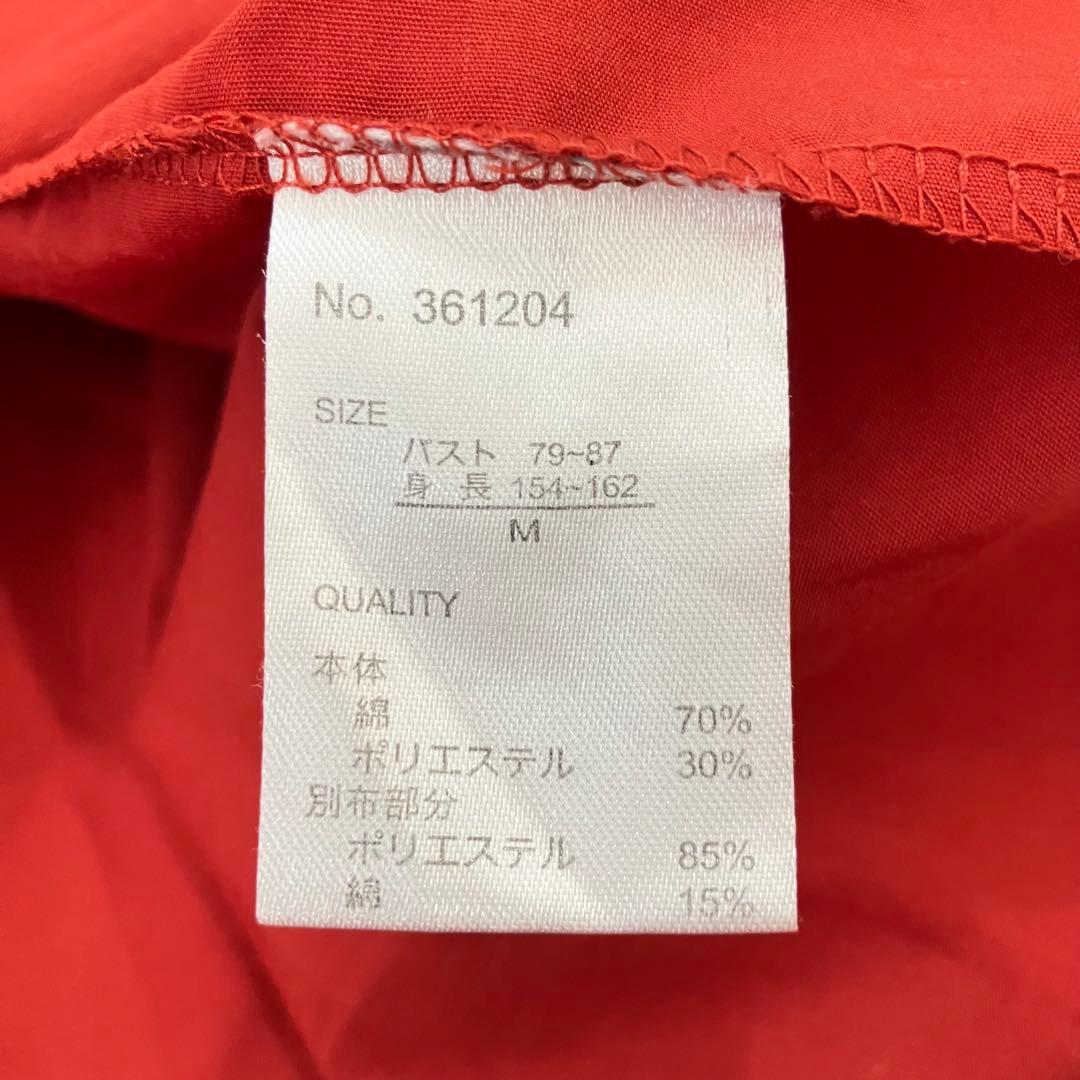 No. 361204
SIZE
バスト 79~87
身 長 154~162
M
QUALITY
本体
綿 70%
ポリエステル 30%
別布部分
ポリエステル 85%
綿 15%